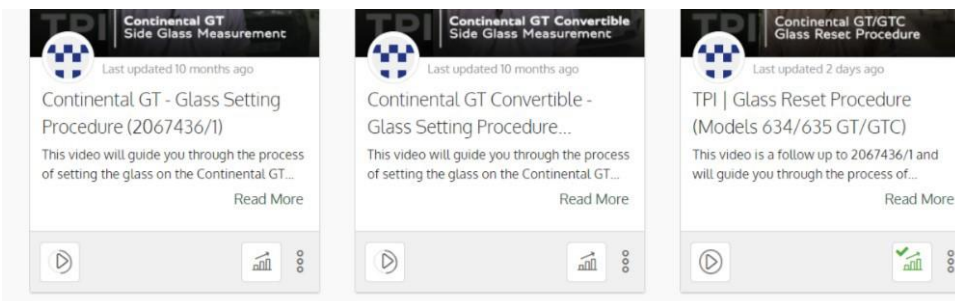 TPI
Continental GT
Side Glass Measurement
Last updated 10 months ago
Continental GT - Glass Setting
Procedure (2067436/1)
This video will guide you through the process
of setting the glass on the Continental GT...
Read More
TPI
Continental GT Convertible
Side Glass Measurement
Last updated 10 months ago
Continental GT Convertible -
Glass Setting Procedure...
This video will guide you through the process
of setting the glass on the Continental GT...
Read More
TPI
Continental GT/GTC
Glass Reset Procedure
Last updated 2 days ago
TPI | Glass Reset Procedure
(Models 634/635 GT/GTC)
This video is a follow up to 2067436/1 and
will guide you through the process of...
Read More